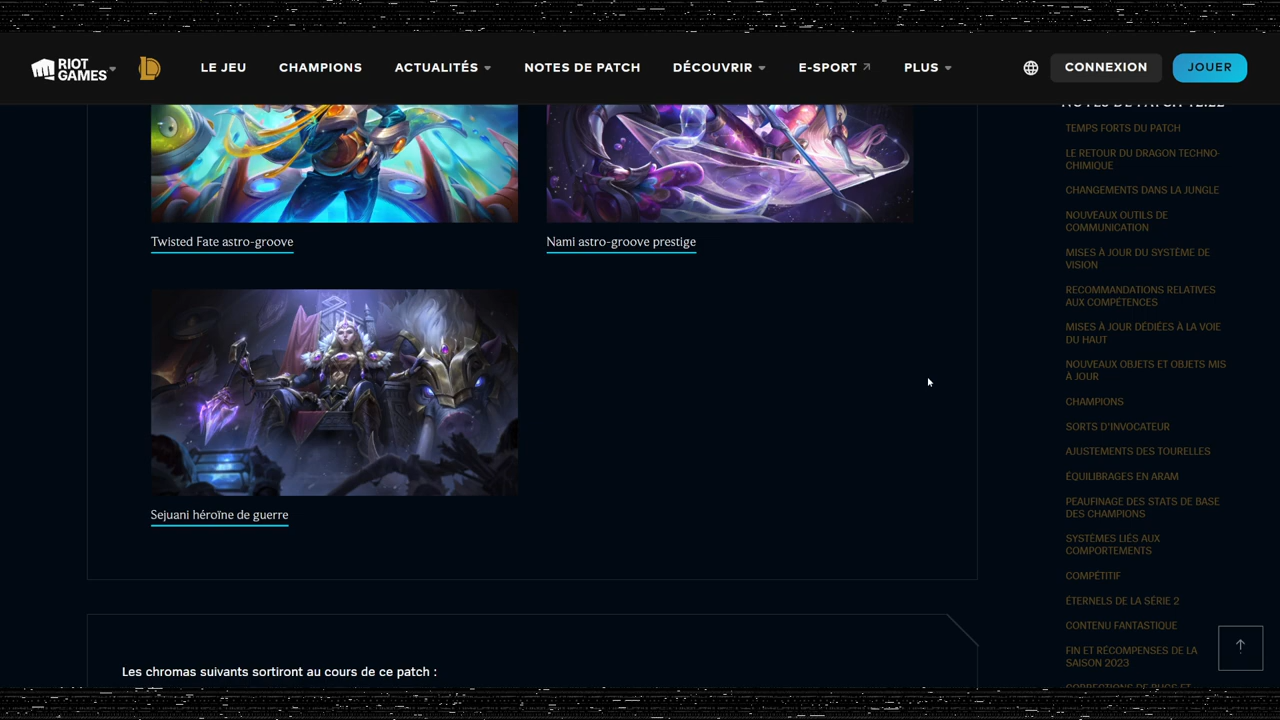 RIOT GAMES
LE JEU
CHAMPIONS
ACTUALITÉS
NOTES DE PATCH
DÉCOUVRIR
E-SPORT
PLUS
CONNEXION
JOUER
Twisted Fate astro-groove
Nami astro-groove prestige
Sejuani héroïne de guerre
Les chromas suivants sortiront au cours de ce patch :
TEMPS FORTS DU PATCH
LE RETOUR DU DRAGON TECHNO-
CHIMIQUE
CHANGEMENTS DANS LA JUNGLE
NOUVEAUX OUTILS DE
COMMUNICATION
MISES À JOUR DU SYSTÈME DE
VISION
RECOMMANDATIONS RELATIVES
AUX COMPÉTENCES
MISES À JOUR DÉDIÉES À LA VOIE
DU HAUT
NOUVEAUX OBJETS ET OBJETS MIS
À JOUR
CHAMPIONS
SORTS D'INVOCATEUR
AJUSTEMENTS DES TOURELLES
ÉQUILIBRAGES EN ARAM
PEAUFINAGE DES STATS DE BASE
DES CHAMPIONS
SYSTÈMES LIÉS AUX
COMPORTEMENTS
COMPÉTITIF
ÉTERNELS DE LA SÉRIE 2
CONTENU FANTASTIQUE
FIN ET RÉCOMPENSES DE LA
SAISON 2023